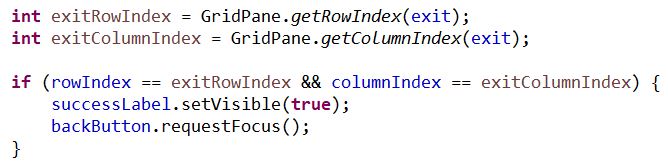 int exitRowIndex = GridPane.getRowIndex(exit);
int exitColumnIndex = GridPane.getColumnIndex(exit);

if (rowIndex == exitRowIndex && columnIndex == exitColumnIndex) {
    successLabel.setVisible(true);
    backButton.requestFocus();
}